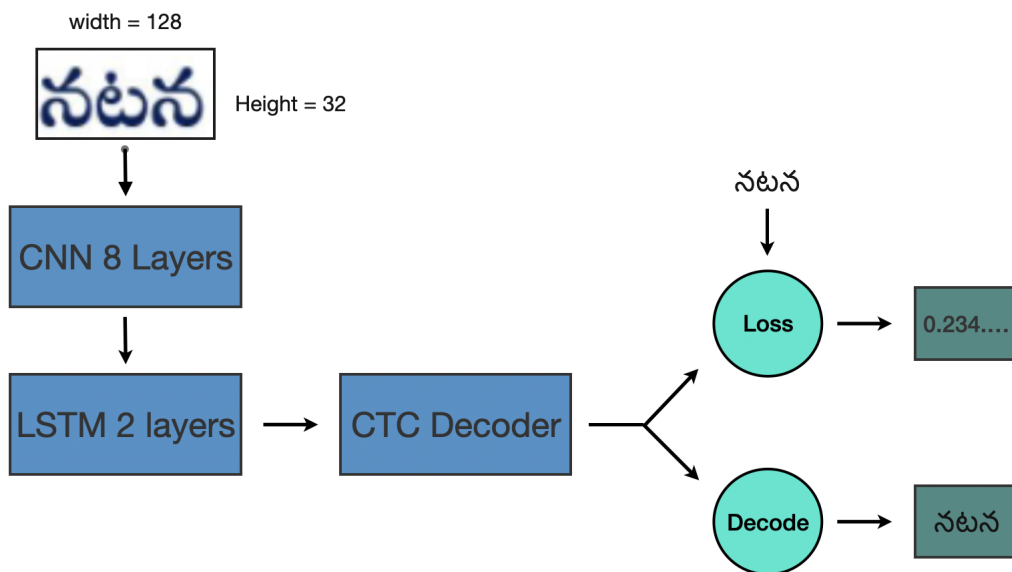 width = 128
నటన
Height = 32
నటన
CNN 8 Layers
Loss
0.234....
LSTM 2 layers
CTC Decoder
Decode
నటన